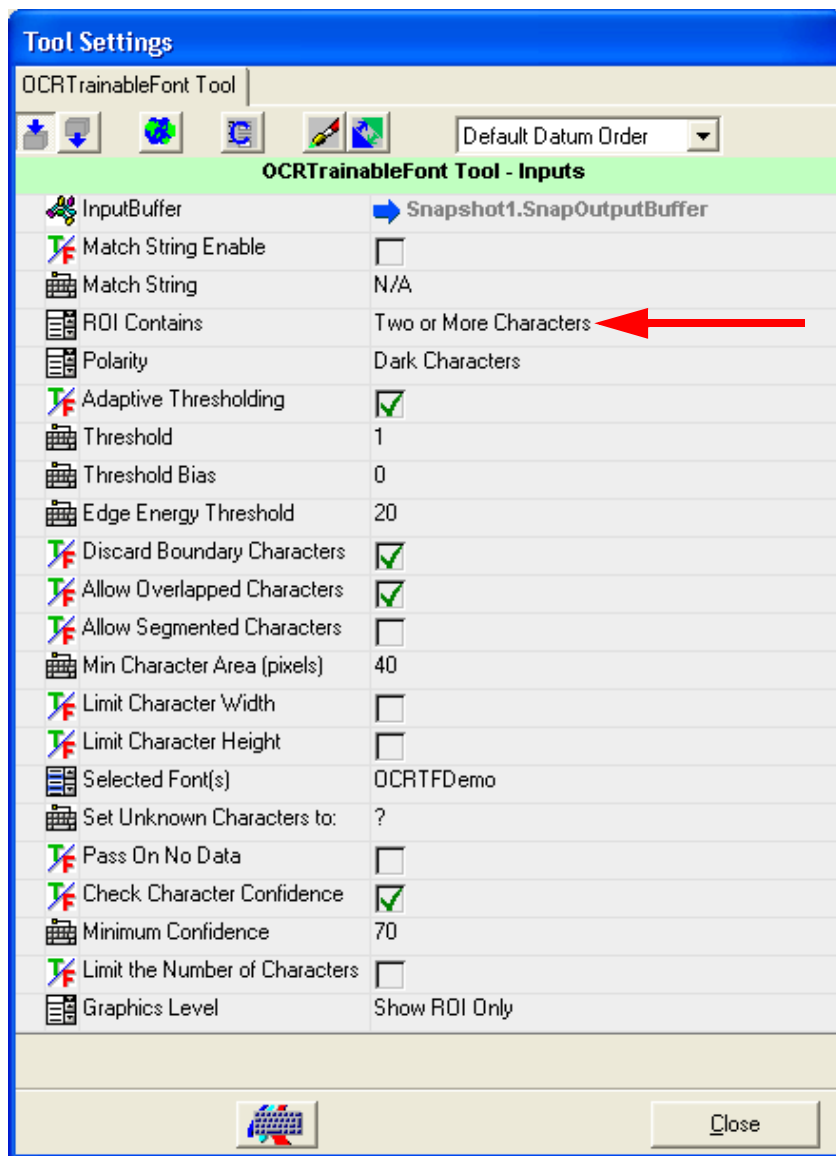 Tool Settings
OCRTrainableFont Tool
Default Datum Order
OCRTrainableFont Tool - Inputs
InputBuffer Snapshot1.SnapOutputBuffer
T/F Match String Enable
Match String N/A
ROI Contains Two or More Characters
Polarity Dark Characters
T/F Adaptive Thresholding
Threshold 1
Threshold Bias 0
Edge Energy Threshold 20
T/F Discard Boundary Characters
T/F Allow Overlapped Characters
T/F Allow Segmented Characters
Min Character Area (pixels) 40
T/F Limit Character Width
T/F Limit Character Height
Selected Font(s) OCRTFDemo
Set Unknown Characters to: ?
T/F Pass On No Data
T/F Check Character Confidence
Minimum Confidence 70
T/F Limit the Number of Characters
Graphics Level Show ROI Only
Close